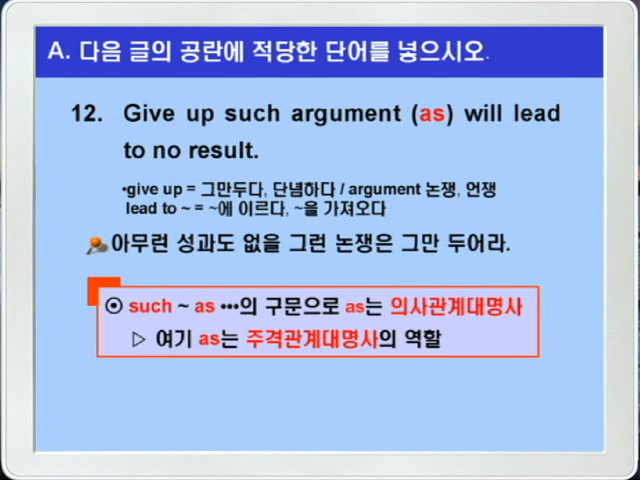 A. 다음 글의 공란에 적당한 단어를 넣으시오.
12. Give up such argument (as) will lead
to no result.
•give up = 그만두다, 단념하다 / argument 논쟁, 언쟁
lead to ~ = ~에 이르다, ~을 가져오다
아무런 성과도 없을 그런 논쟁은 그만 두어라.
⊙ such ~ as •••의 구문으로 as는 의사관계대명사
▷ 여기 as는 주격관계대명사의 역할